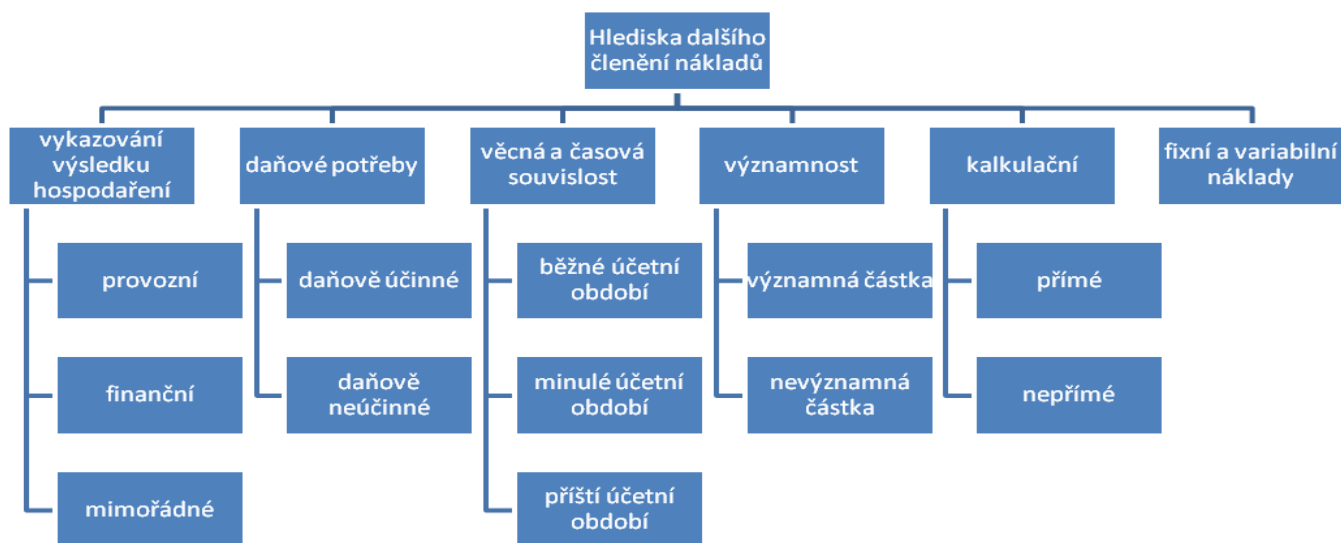 Hlediska dalšího
členění nákladů
vykazování
výsledku
hospodaření
daňové potřeby
věcná a časová
souvislost
významnost
kalkulační
fixní a variabilní
náklady
provozní
daňově účinné
běžné účetní
období
významná částka
přímé
finanční
daňově
neúčinné
minulé účetní
období
nevýznamná
částka
nepřímé
mimořádné
příští účetní
období